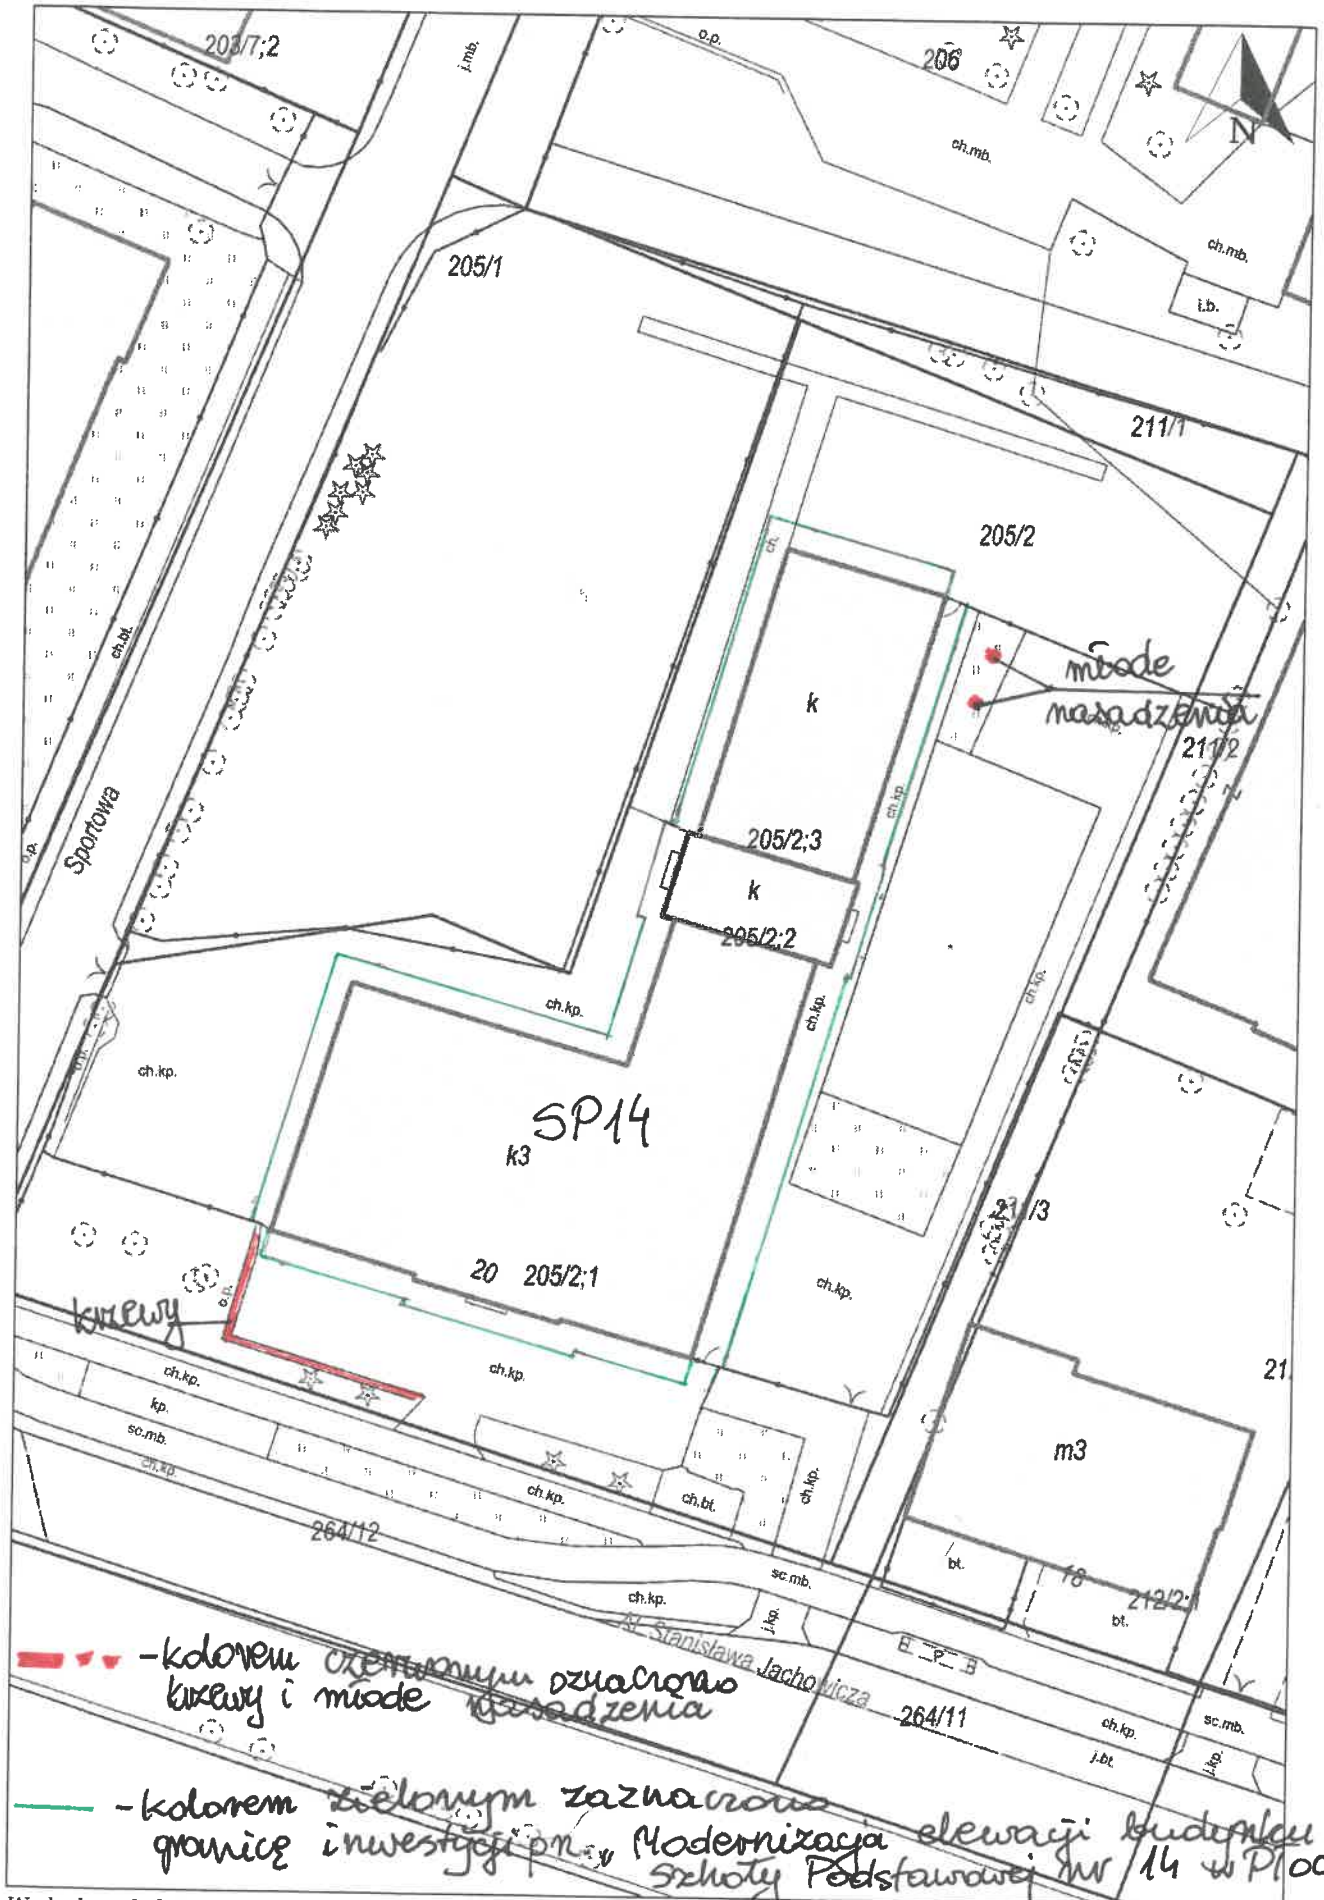 203/7;2
j.mb.
o.p.
206
ch.mb.
N
205/1
ch.mb.
i.b.
211/1
205/2
ch.
ch.bt.
młode
nasadzenia
k
211/2
ch.kp.
Sportowa
o.p.
205/2;3
k
205/2;2
ch.kp.
ch.kp.
ch.kp.
o.p.
ch.kp.
SP14
k3
211/3
20 205/2;1
ch.kp.
o.p.
krzewy
ch.kp.
ch.kp.
21
kp.
sc.mb.
ch.kp.
m3
ch.kp.
ch.kp.
ch.bt.
264/12
bt.
18 212/2;1
bt.
sc.mb.
ch.kp.
j.kp.
Al. Stanisława Jachowicza
P
-kolorem czerwonym oznaczono
krzewy i młode nasadzenia
264/11
ch.kp.
sc.mb.
j.bt.
j.kp.
-kolorem zielonym zaznaczono
granicę inwestycji pn. Modernizacja elewacji budynku
szkoły Podstawowej nr 14 w